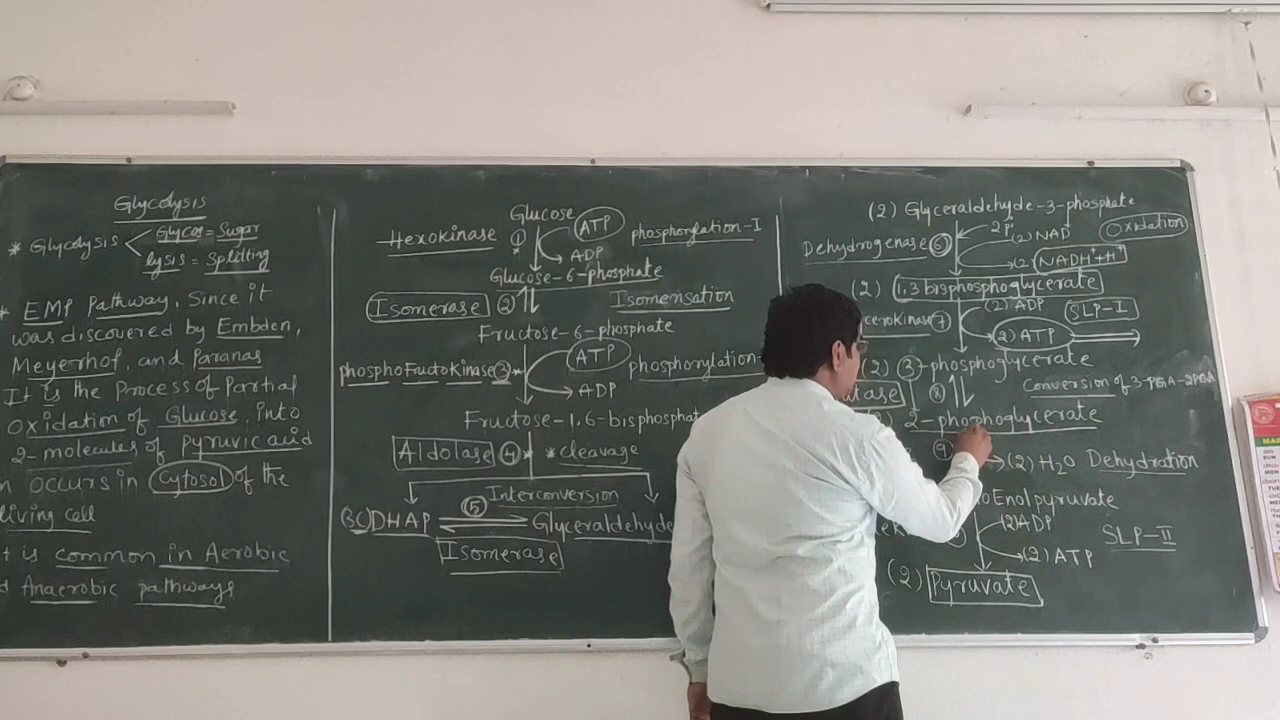 Glycolysis
* Glycolysis < Glycos = Sugar
lysis = Splitting
* EMP Pathway, Since it
was discovered by Embden,
Meyerhof, and Paranas
It is the Process of Partial
Oxidation of Glucose, into
2-molecules of Pyruvic acid
occurs in Cytosol of the
living cell
t is common in Aerobic
d Anaerobic pathways
Glucose
Hexokinase 1 ATP phosphorylation-I
ADP
Glucose-6-phosphate
Isomerase 2 Isomerisation
Fructose-6-phosphate
phosphoFructoKinase 3 * ATP phosphorylation-
ADP
Fructose-1,6-bisphosphat
Aldolase 4 * * cleavage
5 Interconversion
(3C) DHAP Glyceraldehyde
Isomerase
(2) Glyceraldehyde-3-phosphate
Dehydrogenase 6 2Pi (2) NAD Oxidation
(2) NADH+H+
(2) 1,3 bisphosphoglycerate
ceroKinase 7 (2) ADP SLP-I
(2) ATP
(2) 3-phosphoglycerate
utase 8 Conversion of 3-PGA-2PGA
2-phosphoglycerate
9 (2) H2O Dehydration
oEnolpyruvate
(2) ADP
SLP-II
(2) ATP
(2) Pyruvate